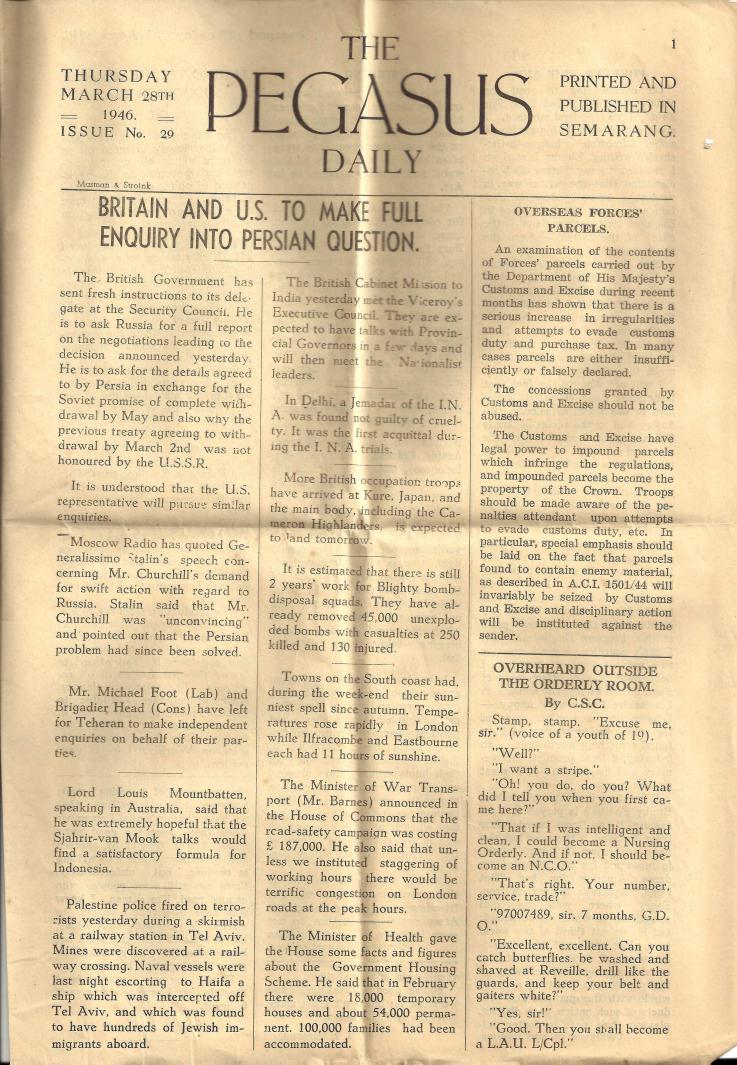 1
THE
PEGASUS
DAILY
THURSDAY
MARCH 28TH
1946.
ISSUE No. 29
PRINTED AND
PUBLISHED IN
SEMARANG.
Masman & Stroink
BRITAIN AND U.S. TO MAKE FULL
ENQUIRY INTO PERSIAN QUESTION.
The British Government has
sent fresh instructions to its dele-
gate at the Security Council. He
is to ask Russia for a full report
on the negotiations leading to the
decision announced yesterday.
He is to ask for the details agreed
to by Persia in exchange for the
Soviet promise of complete with-
drawal by May and also why the
previous treaty agreeing to with-
drawal by March 2nd was not
honoured by the U.S.S.R.
It is understood that the U.S.
representative will pursue similar
enquiries.
Moscow Radio has quoted Ge-
neralissimo Stalin's speech con-
cerning Mr. Churchill's demand
for swift action with regard to
Russia. Stalin said that Mr.
Churchill was "unconvincing"
and pointed out that the Persian
problem had since been solved.
Mr. Michael Foot (Lab) and
Brigadier Head (Cons) have left
for Teheran to make independent
enquiries on behalf of their par-
ties.
Lord Louis Mountbatten,
speaking in Australia, said that
he was extremely hopeful that the
Sjahrir-van Mook talks would
find a satisfactory formula for
Indonesia.
Palestine police fired on terro-
rists yesterday during a skirmish
at a railway station in Tel Aviv.
Mines were discovered at a rail-
way crossing. Naval vessels were
last night escorting to Haifa a
ship which was intercepted off
Tel Aviv, and which was found
to have hundreds of Jewish im-
migrants aboard.
The British Cabinet Mission to
India yesterday met the Viceroy's
Executive Council. They are ex-
pected to have talks with Provin-
cial Governors in a few days and
will then meet the Nationalist
leaders.
In Delhi, a Jemadar of the I.N.
A. was found not guilty of cruel-
ty. It was the first acquittal dur-
ing the I. N. A. trials.
More British occupation troops
have arrived at Kure, Japan, and
the main body, including the Ca-
meron Highlanders, is expected
to land tomorrow.
It is estimated that there is still
2 years' work for Blighty bomb-
disposal squads. They have al-
ready removed 45,000 unexplo-
ded bombs with casualties at 250
killed and 130 injured.
Towns on the South coast had,
during the week-end their sun-
niest spell since autumn. Tempe-
ratures rose rapidly in London
while Ilfracombe and Eastbourne
each had 11 hours of sunshine.
The Minister of War Trans-
port (Mr. Barnes) announced in
the House of Commons that the
road-safety campaign was costing
£ 187,000. He also said that un-
less we instituted staggering of
working hours there would be
terrific congestion on London
roads at the peak hours.
The Minister of Health gave
the House some facts and figures
about the Government Housing
Scheme. He said that in February
there were 18,000 temporary
houses and about 54,000 perma-
nent. 100,000 families had been
accommodated.
OVERSEAS FORCES'
PARCELS.
An examination of the contents
of Forces' parcels carried out by
the Department of His Majesty's
Customs and Excise during recent
months has shown that there is a
serious increase in irregularities
and attempts to evade customs
duty and purchase tax. In many
cases parcels are either insuffi-
ciently or falsely declared.
The concessions granted by
Customs and Excise should not be
abused.
The Customs and Excise have
legal power to impound parcels
which infringe the regulations,
and impounded parcels become the
property of the Crown. Troops
should be made aware of the pe-
nalties attendant upon attempts
to evade customs duty, etc. In
particular, special emphasis should
be laid on the fact that parcels
found to contain enemy material,
as described in A.C.I. 1501/44 will
invariably be seized by Customs
and Excise and disciplinary action
will be instituted against the
sender.
OVERHEARD OUTSIDE
THE ORDERLY ROOM.
By C.S.C.
Stamp, stamp. "Excuse me,
sir." (voice of a youth of 19).
"Well?"
"I want a stripe."
"Oh! you do, do you? What
did I tell you when you first ca-
me here?"
"That if I was intelligent and
clean, I could become a Nursing
Orderly. And if not, I should be-
come an N.C.O."
"That's right. Your number,
service, trade?"
"97007489, sir. 7 months, G.D.
O."
"Excellent, excellent. Can you
catch butterflies. be washed and
shaved at Reveille, drill like the
guards, and keep your belt and
gaiters white?"
"Yes, sir!"
"Good. Then you shall become
a L.A.U. L/Cpl."